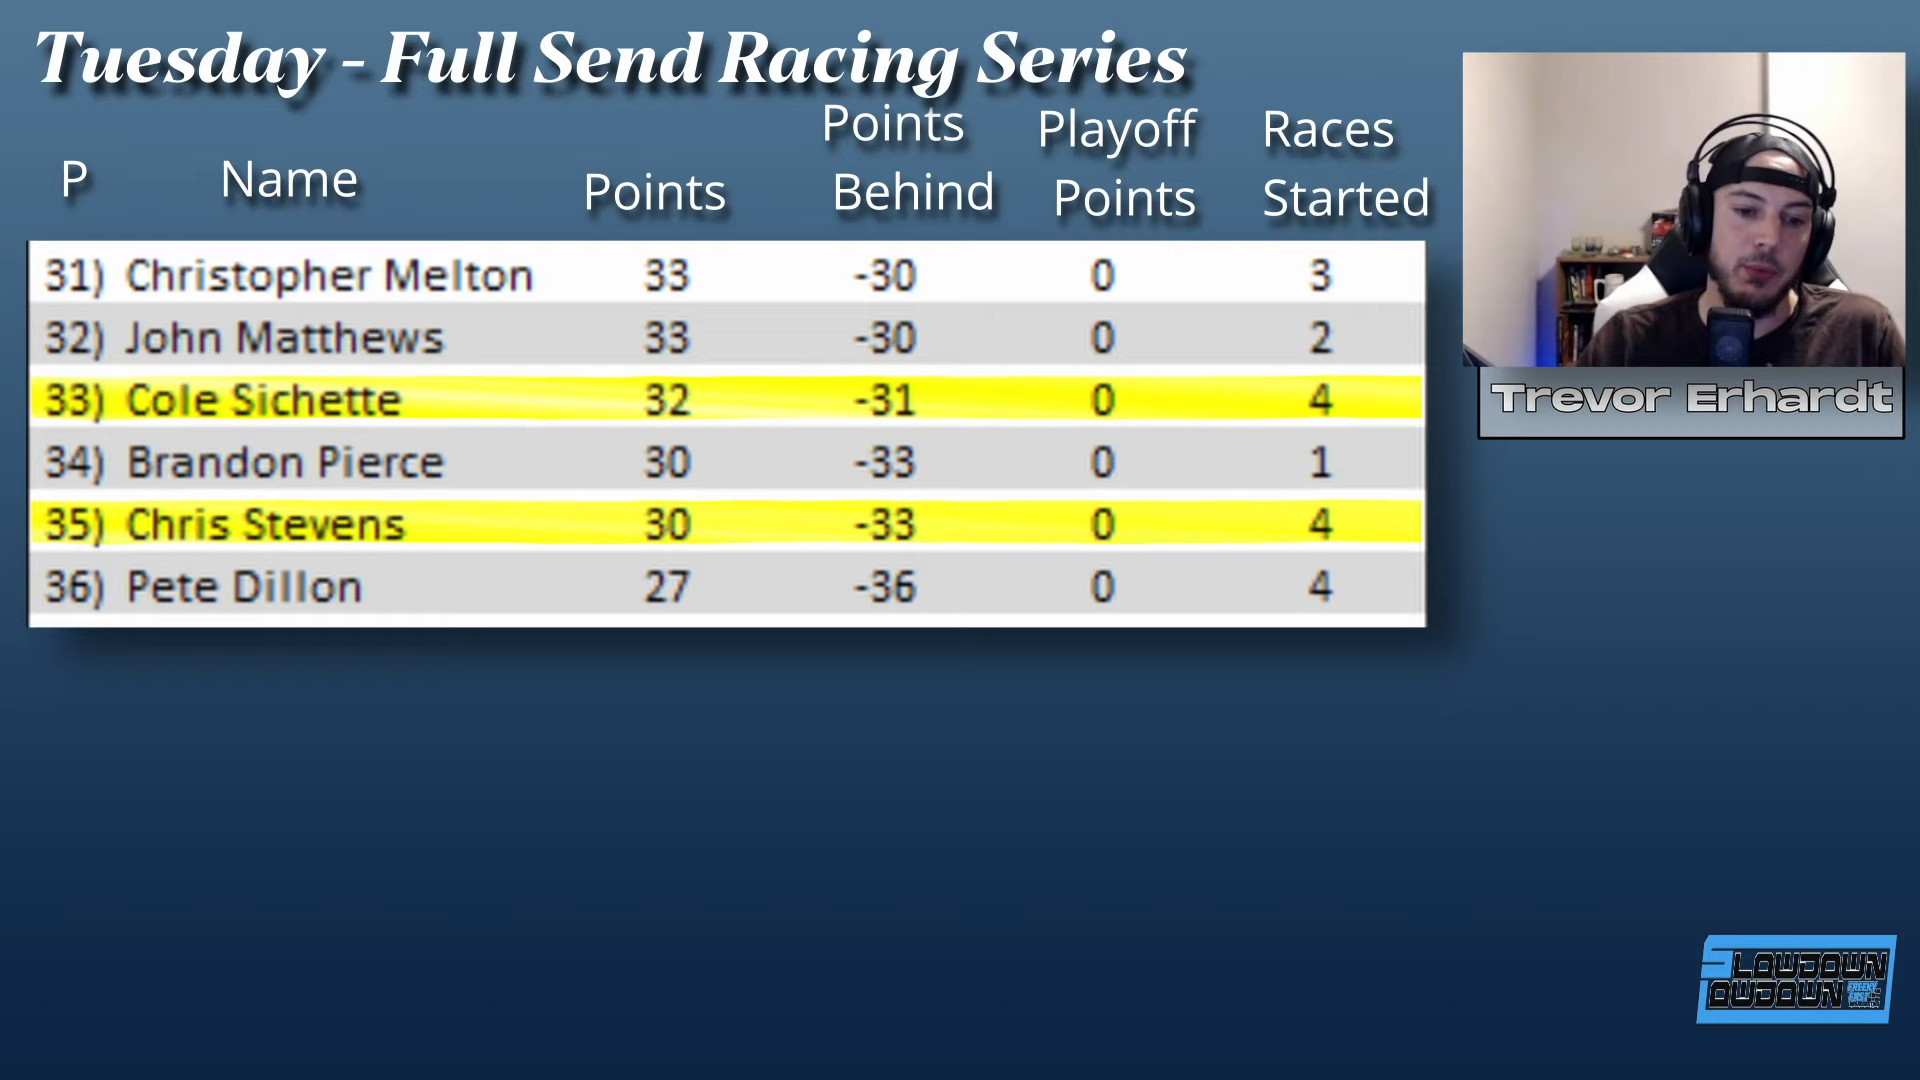 Tuesday - Full Send Racing Series
P Name Points Points Behind Playoff Points Races Started
31) Christopher Melton 33 -30 0 3
32) John Matthews 33 -30 0 2
33) Cole Sichette 32 -31 0 4
34) Brandon Pierce 30 -33 0 1
35) Chris Stevens 30 -33 0 4
36) Pete Dillon 27 -36 0 4
Trevor Erhardt
SLOWDOWN
LOWDOWN